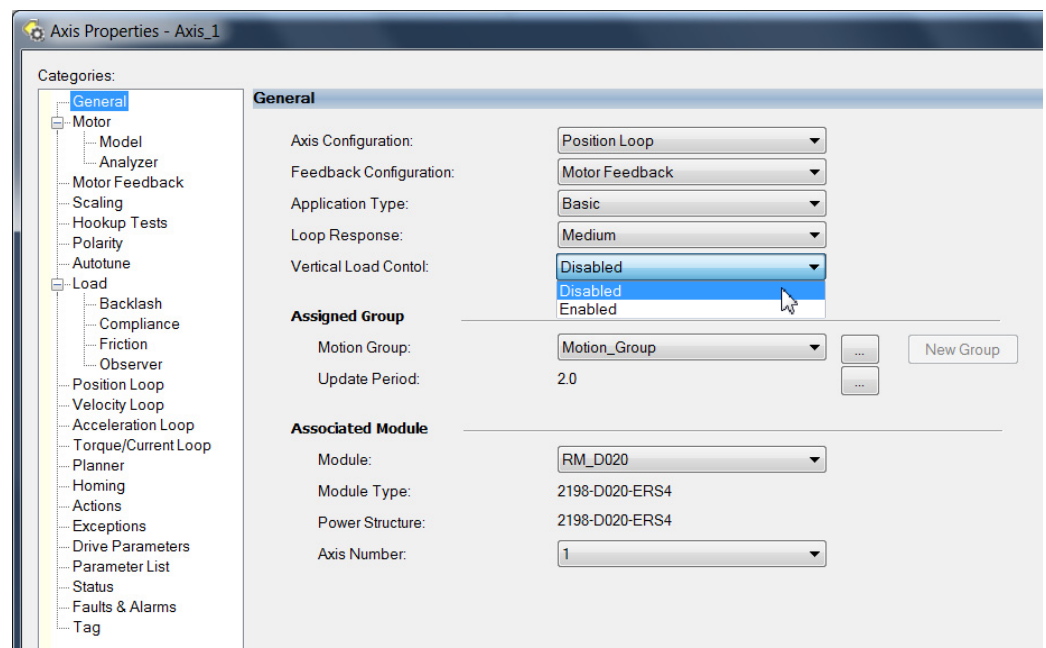 Axis Properties - Axis_1
Categories:
General
Motor
Model
Analyzer
Motor Feedback
Scaling
Hookup Tests
Polarity
Autotune
Load
Backlash
Compliance
Friction
Observer
Position Loop
Velocity Loop
Acceleration Loop
Torque/Current Loop
Planner
Homing
Actions
Exceptions
Drive Parameters
Parameter List
Status
Faults & Alarms
Tag
General
Axis Configuration: Position Loop
Feedback Configuration: Motor Feedback
Application Type: Basic
Loop Response: Medium
Vertical Load Contol: Disabled
Disabled
Enabled
Assigned Group
Motion Group: Motion_Group ... New Group
Update Period: 2.0 ...
Associated Module
Module: RM_D020
Module Type: 2198-D020-ERS4
Power Structure: 2198-D020-ERS4
Axis Number: 1